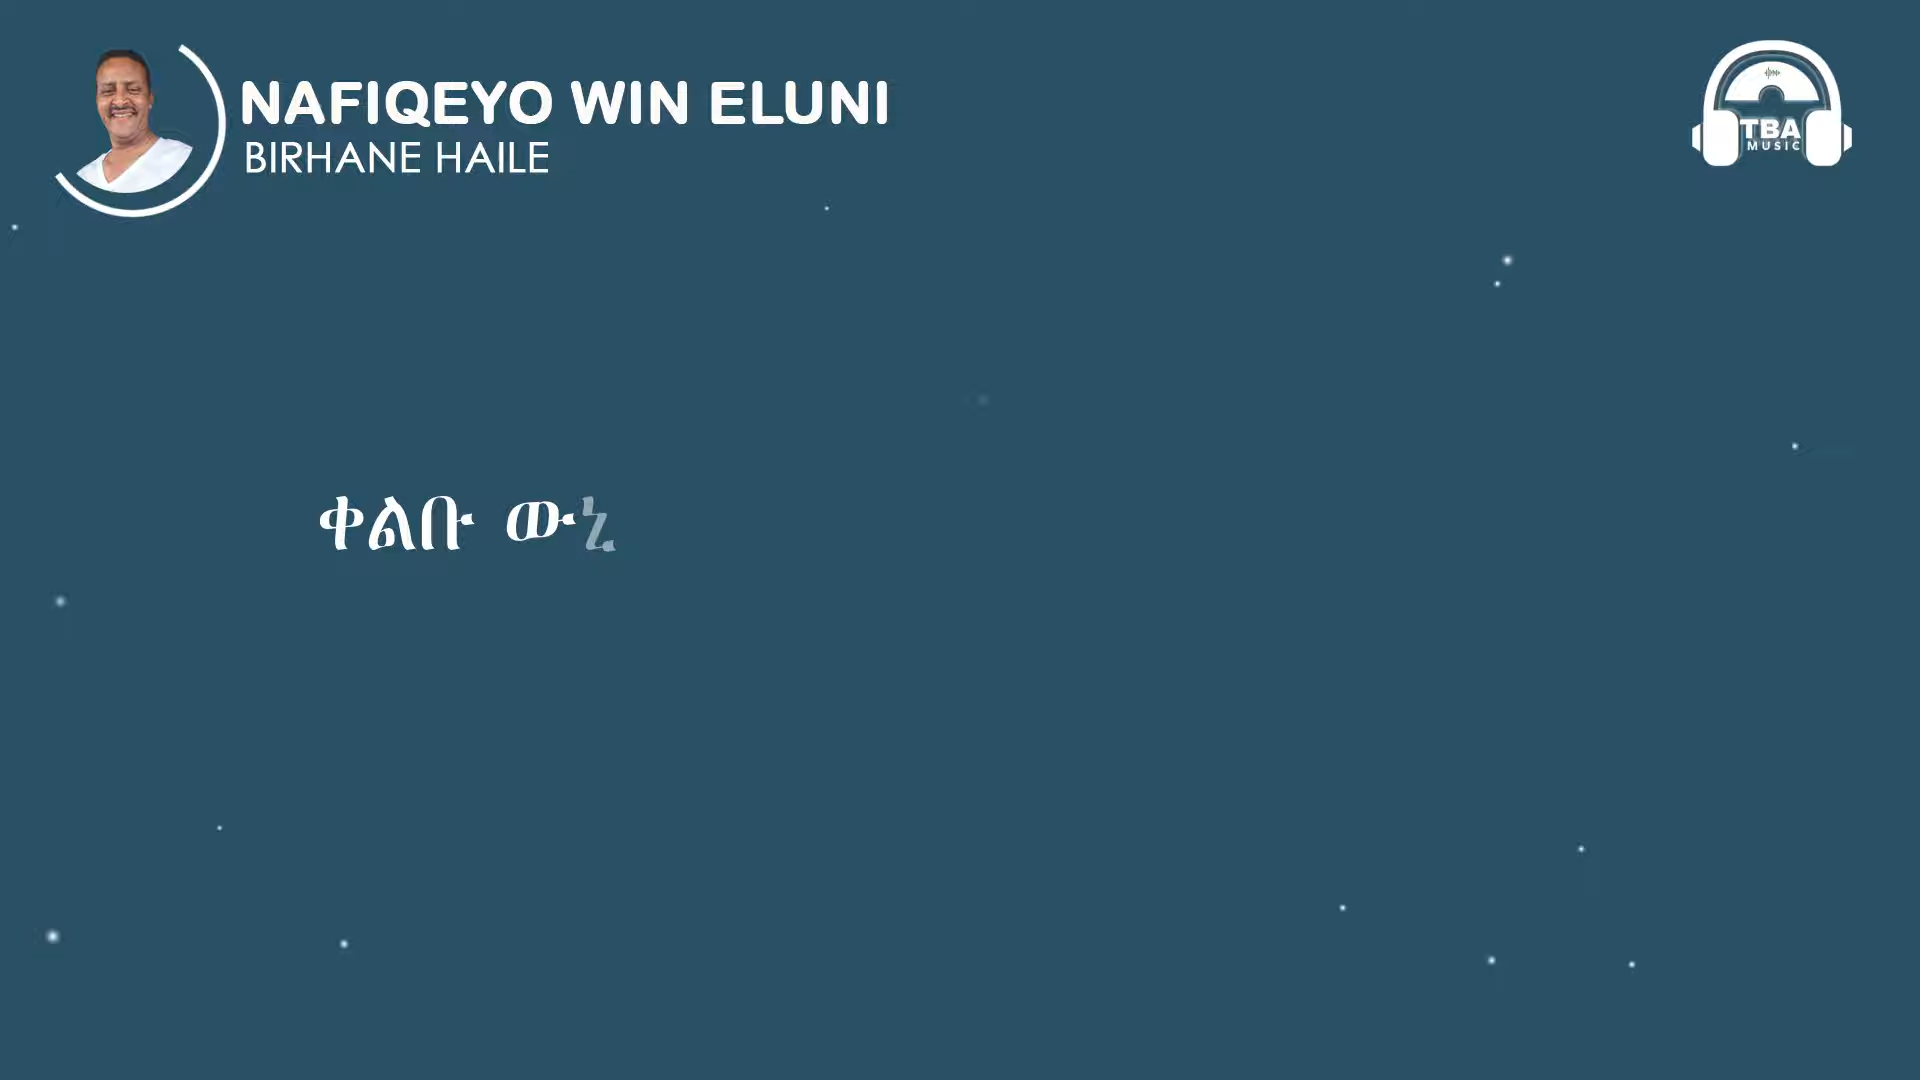 NAFIQEYO WIN ELUNI
BIRHANE HAILE
TBA
MUSIC
ቀልቡ ውኒ